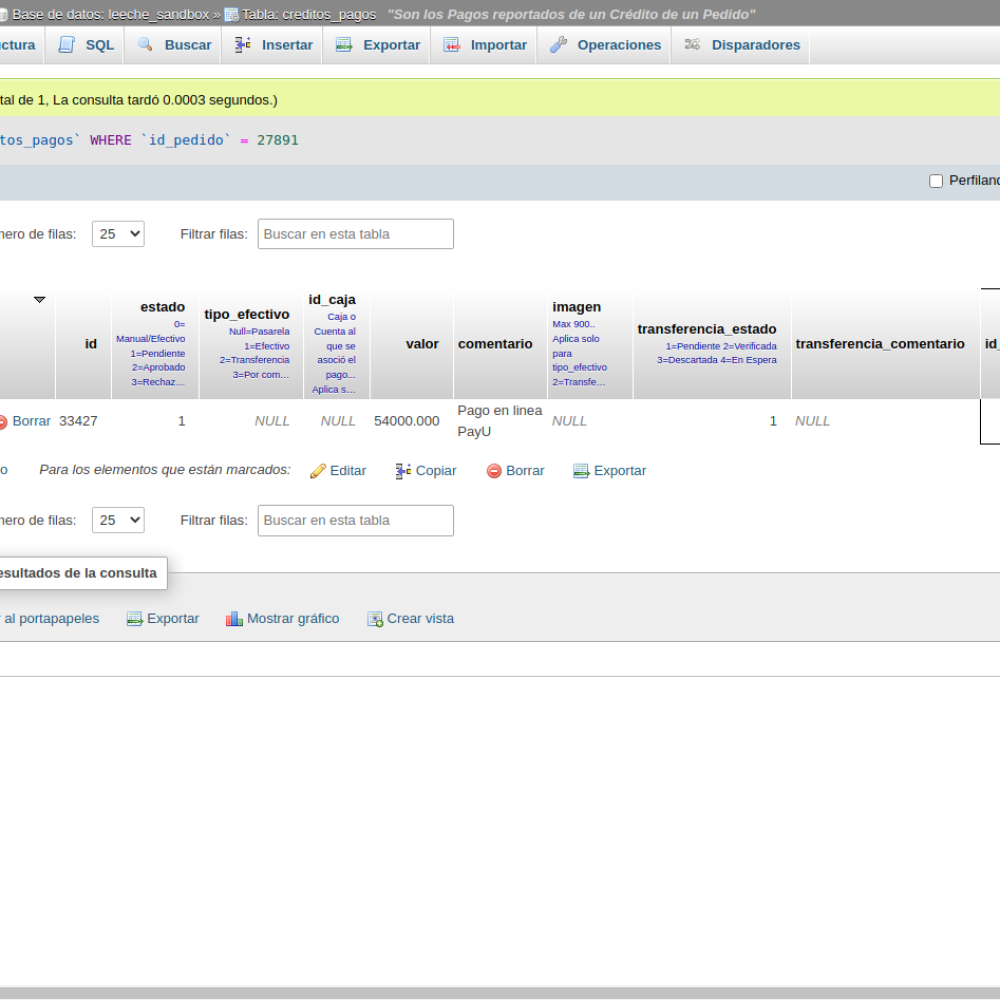 Base de datos: leeche_sandbox » Tabla: creditos_pagos "Son los Pagos reportados de un Crédito de un Pedido"
ctura SQL Buscar Insertar Exportar Importar Operaciones Disparadores
tal de 1, La consulta tardó 0.0003 segundos.)
tos_pagos` WHERE `id_pedido` = 27891
Perfiland
nero de filas: 25 Filtrar filas: Buscar en esta tabla
id
estado
0=
Manual/Efectivo
1=Pendiente
2=Aprobado
3=Rechaz...
tipo_efectivo
Null=Pasarela
1=Efectivo
2=Transferencia
3=Por com...
id_caja
Caja o
Cuenta al
que se
asoció el
pago...
Aplica s...
valor
comentario
imagen
Max 900..
Aplica solo
para
tipo_efectivo
2=Transfe...
transferencia_estado
1=Pendiente 2=Verificada
3=Descartada 4=En Espera
transferencia_comentario
id_
Borrar 33427 1 NULL NULL 54000.000 Pago en linea
PayU
NULL 1 NULL
o Para los elementos que están marcados: Editar Copiar Borrar Exportar
nero de filas: 25 Filtrar filas: Buscar en esta tabla
esultados de la consulta
al portapapeles Exportar Mostrar gráfico Crear vista